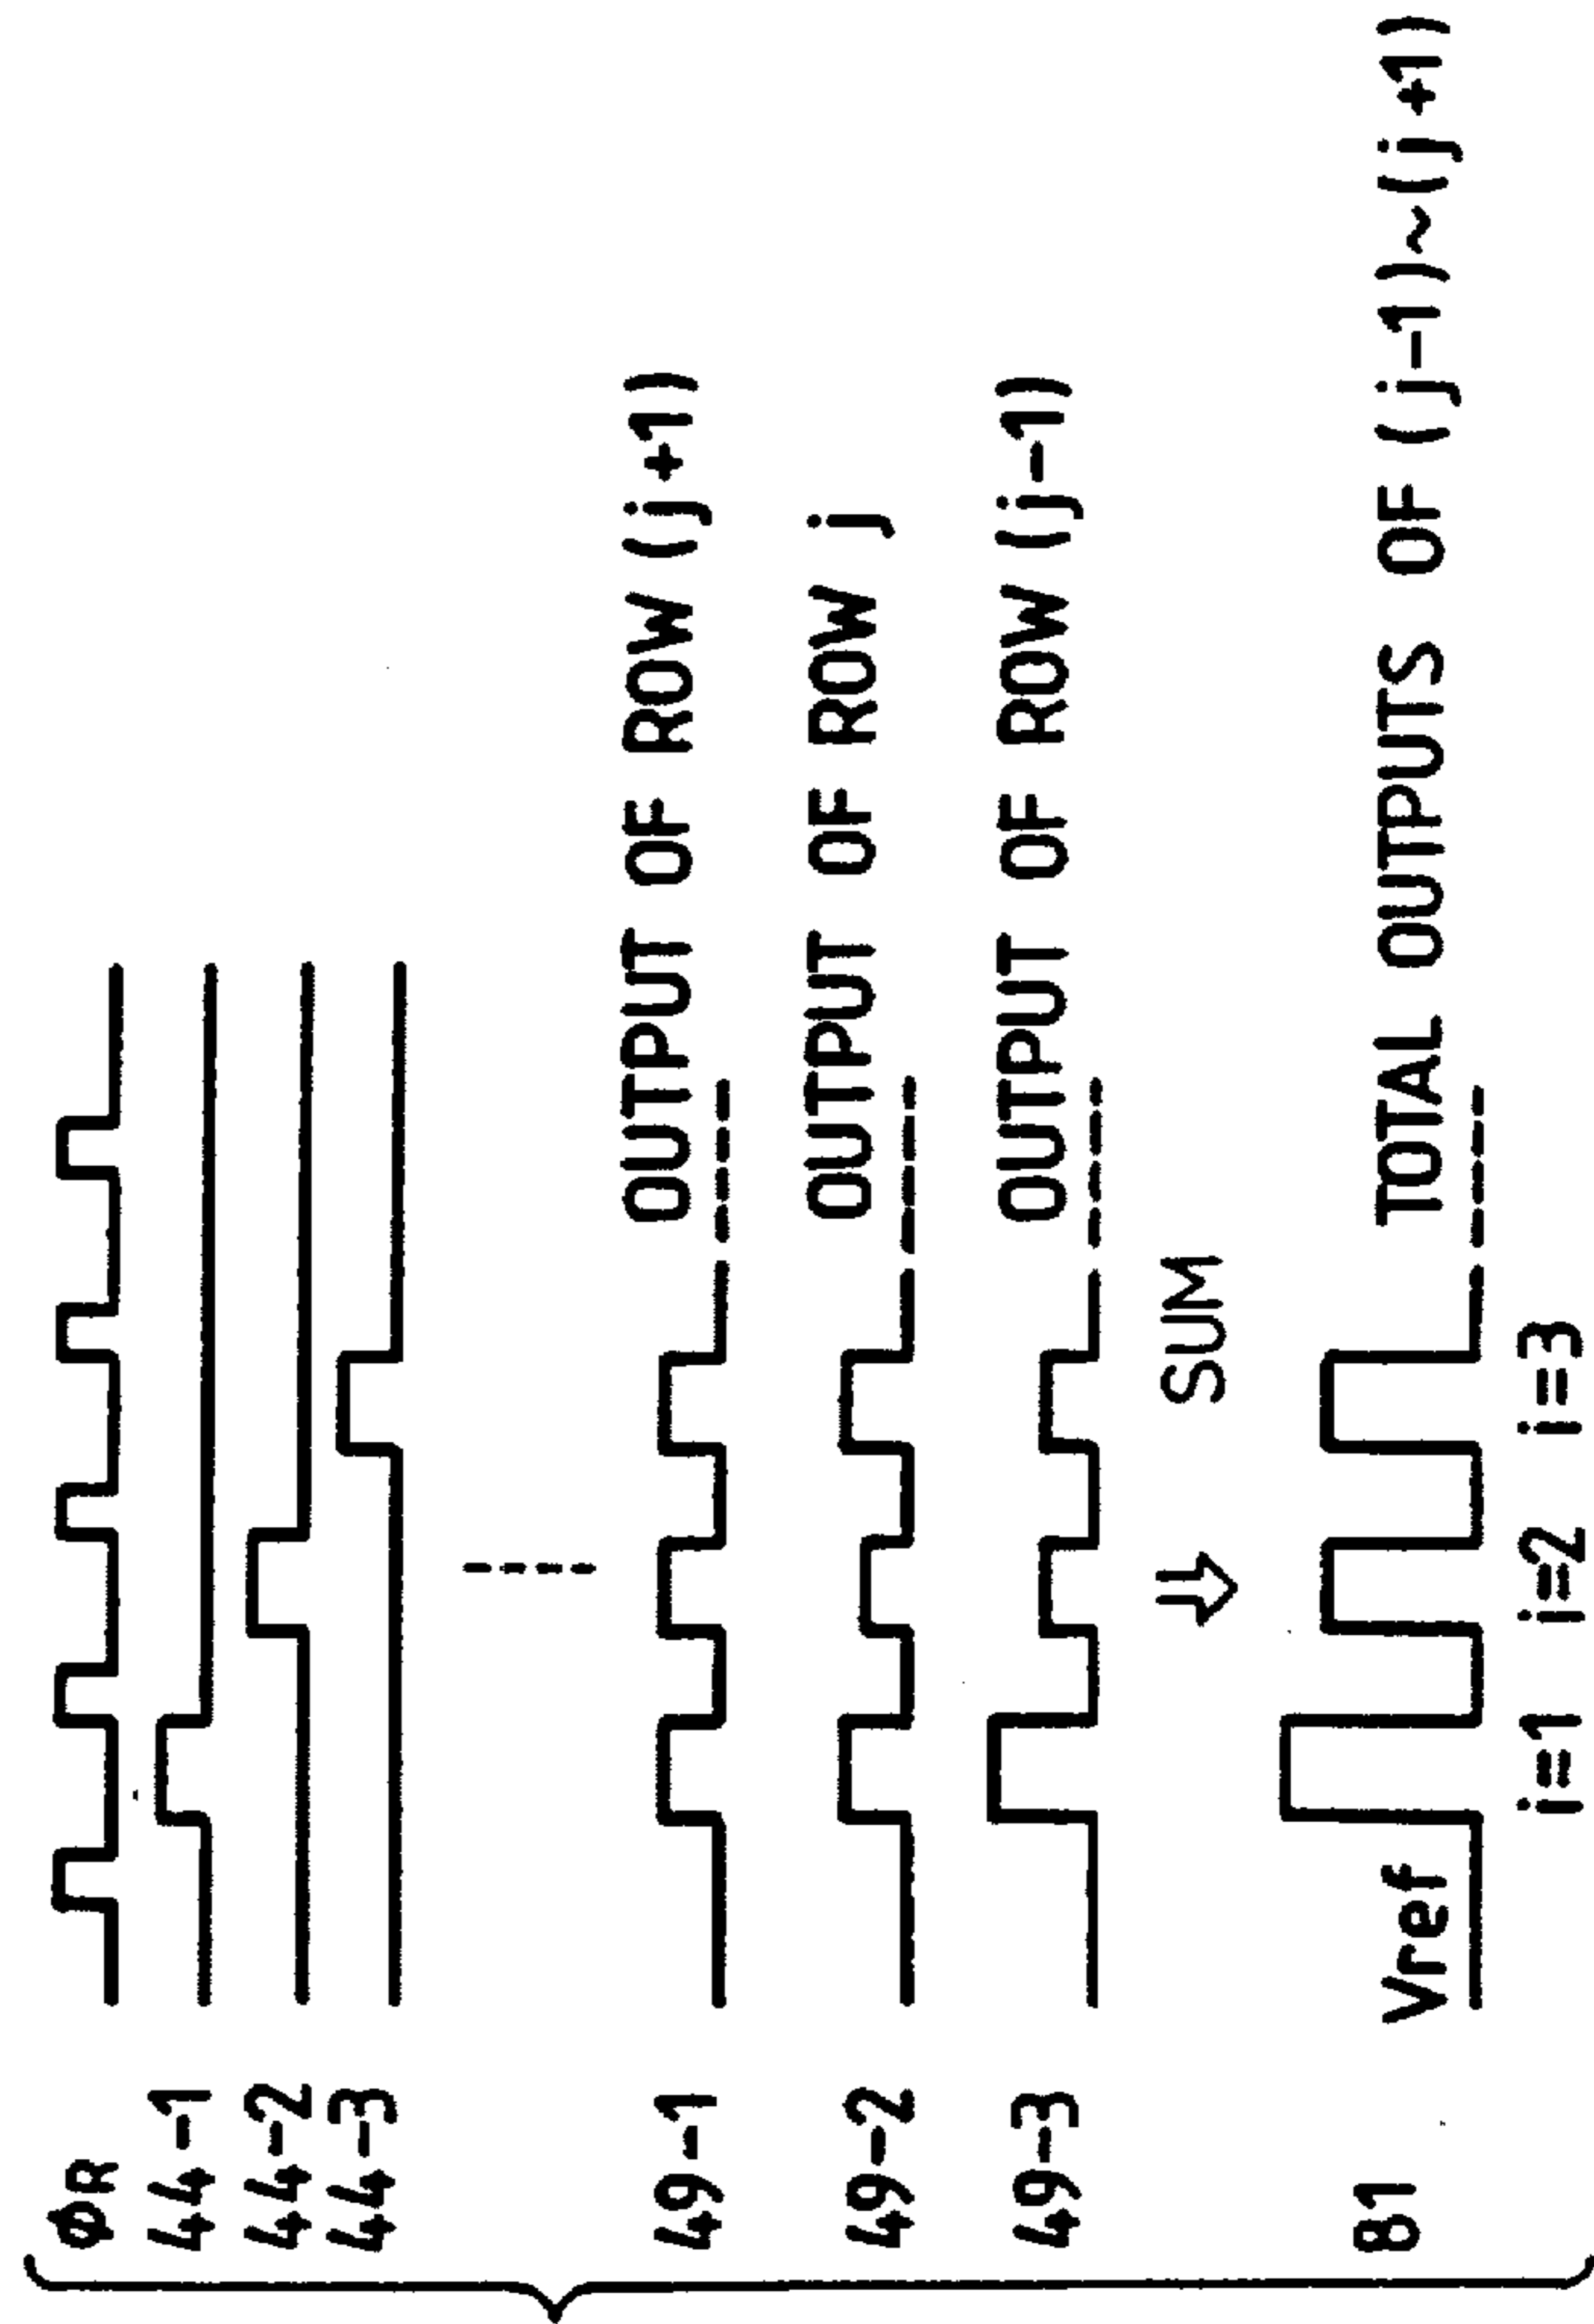 ΦR
44-1
44-2
44-3
49-1 OUTPUT OF ROW (j+1)
49-2 OUTPUT OF ROW j
49-3 OUTPUT OF ROW (j-1)
SUM
81 Vref TOTAL OUTPUTS OF (j-1)~(j+1)
i=1 i=2 i=3